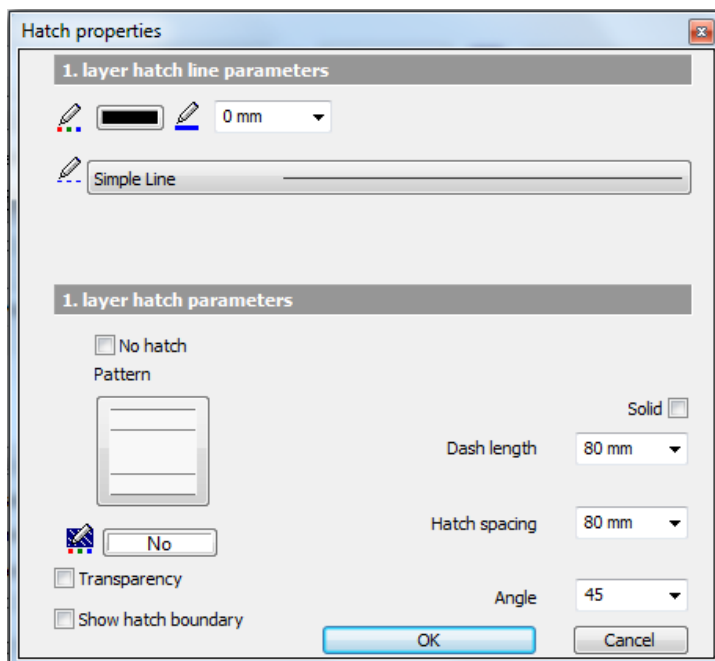 Hatch properties
1. layer hatch line parameters
0 mm
Simple Line
1. layer hatch parameters
No hatch
Pattern
Solid
Dash length 80 mm
Hatch spacing 80 mm
No
Transparency
Angle 45
Show hatch boundary
OK Cancel